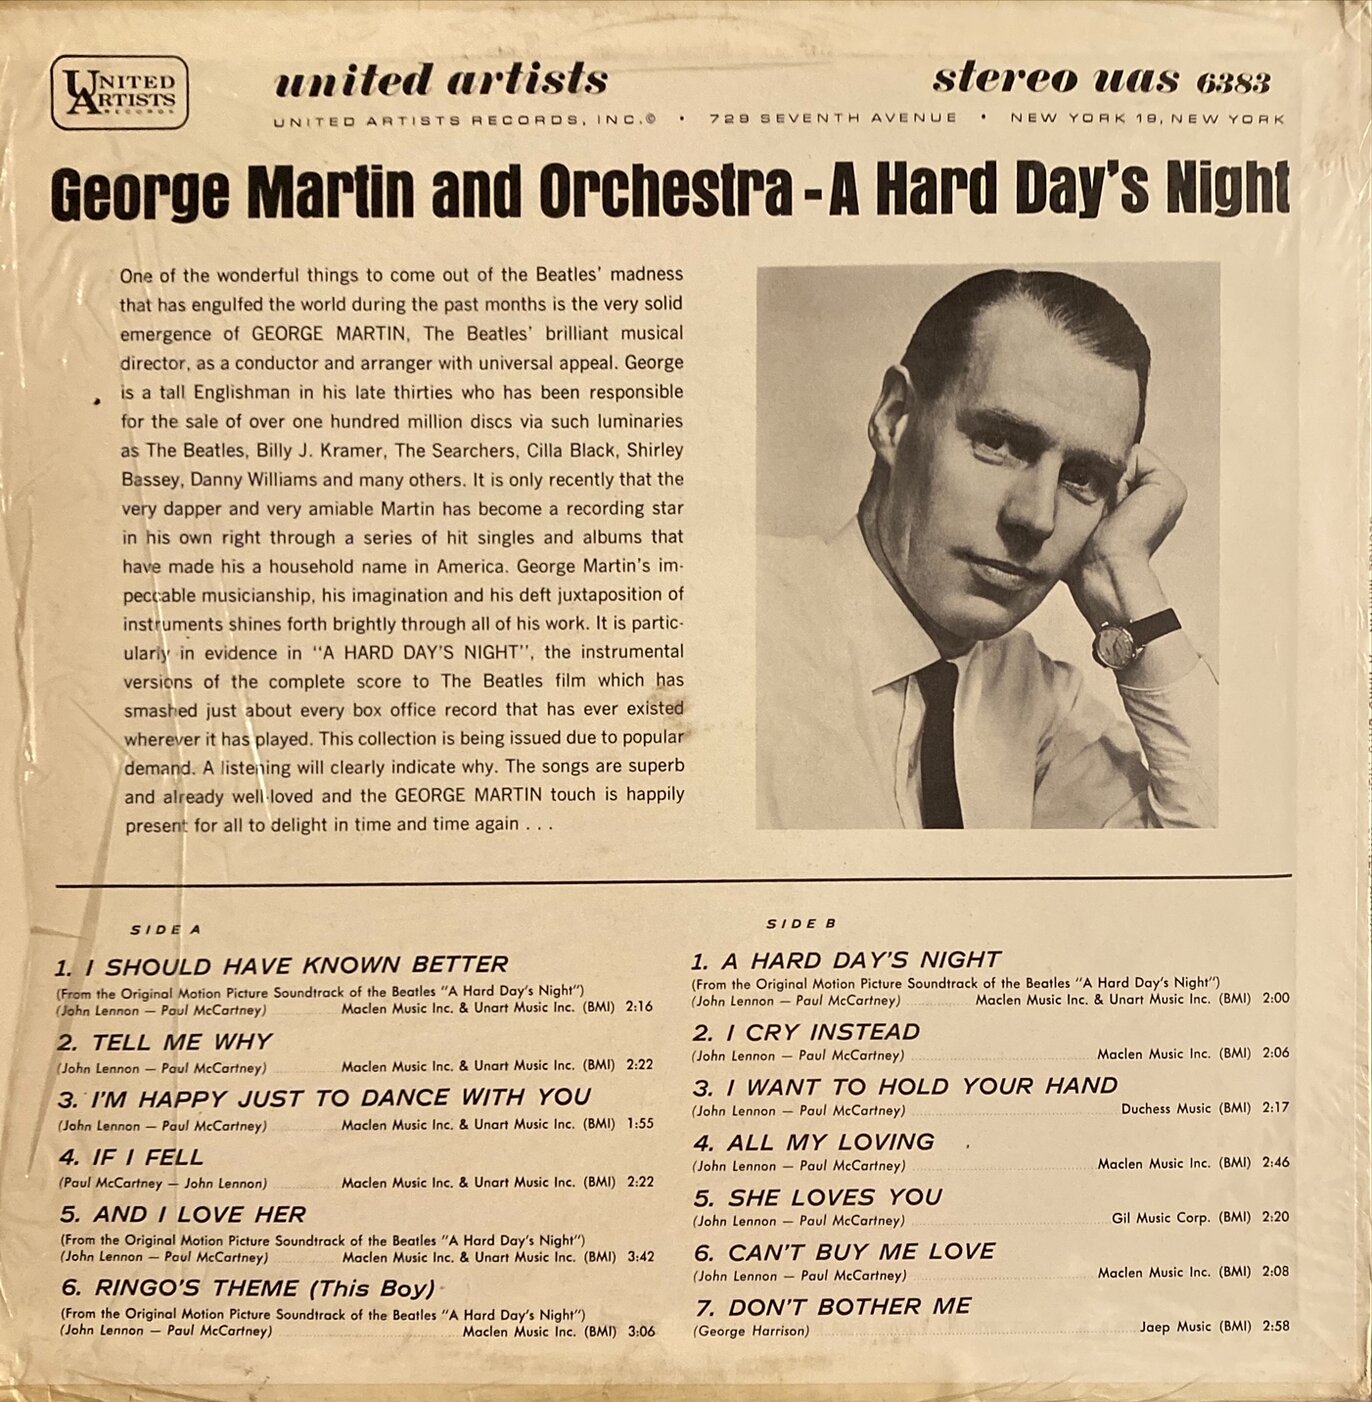 UNITED
ARTISTS
RECORDS
united artists
stereo uas 6383
UNITED ARTISTS RECORDS, INC.© • 729 SEVENTH AVENUE • NEW YORK 19, NEW YORK
George Martin and Orchestra - A Hard Day's Night
One of the wonderful things to come out of the Beatles' madness
that has engulfed the world during the past months is the very solid
emergence of GEORGE MARTIN, The Beatles' brilliant musical
director, as a conductor and arranger with universal appeal. George
is a tall Englishman in his late thirties who has been responsible
for the sale of over one hundred million discs via such luminaries
as The Beatles, Billy J. Kramer, The Searchers, Cilla Black, Shirley
Bassey, Danny Williams and many others. It is only recently that the
very dapper and very amiable Martin has become a recording star
in his own right through a series of hit singles and albums that
have made his a household name in America. George Martin's im-
peccable musicianship, his imagination and his deft juxtaposition of
instruments shines forth brightly through all of his work. It is partic-
ularly in evidence in "A HARD DAY'S NIGHT", the instrumental
versions of the complete score to The Beatles film which has
smashed just about every box office record that has ever existed
wherever it has played. This collection is being issued due to popular
demand. A listening will clearly indicate why. The songs are superb
and already well-loved and the GEORGE MARTIN touch is happily
present for all to delight in time and time again . . .
SIDE A
1. I SHOULD HAVE KNOWN BETTER
(From the Original Motion Picture Soundtrack of the Beatles "A Hard Day's Night")
(John Lennon — Paul McCartney) Maclen Music Inc. & Unart Music Inc. (BMI) 2:16
2. TELL ME WHY
(John Lennon — Paul McCartney) Maclen Music Inc. & Unart Music Inc. (BMI) 2:22
3. I'M HAPPY JUST TO DANCE WITH YOU
(John Lennon — Paul McCartney) Maclen Music Inc. & Unart Music Inc. (BMI) 1:55
4. IF I FELL
(Paul McCartney — John Lennon) Maclen Music Inc. & Unart Music Inc. (BMI) 2:22
5. AND I LOVE HER
(From the Original Motion Picture Soundtrack of the Beatles "A Hard Day's Night")
(John Lennon — Paul McCartney) Maclen Music Inc. & Unart Music Inc. (BMI) 3:42
6. RINGO'S THEME (This Boy)
(From the Original Motion Picture Soundtrack of the Beatles "A Hard Day's Night")
(John Lennon — Paul McCartney) Maclen Music Inc. (BMI) 3:06
SIDE B
1. A HARD DAY'S NIGHT
(From the Original Motion Picture Soundtrack of the Beatles "A Hard Day's Night")
(John Lennon — Paul McCartney) Maclen Music Inc. & Unart Music Inc. (BMI) 2:00
2. I CRY INSTEAD
(John Lennon — Paul McCartney) Maclen Music Inc. (BMI) 2:06
3. I WANT TO HOLD YOUR HAND
(John Lennon — Paul McCartney) Duchess Music (BMI) 2:17
4. ALL MY LOVING
(John Lennon — Paul McCartney) Maclen Music Inc. (BMI) 2:46
5. SHE LOVES YOU
(John Lennon — Paul McCartney) Gil Music Corp. (BMI) 2:20
6. CAN'T BUY ME LOVE
(John Lennon — Paul McCartney) Maclen Music Inc. (BMI) 2:08
7. DON'T BOTHER ME
(George Harrison) Jaep Music (BMI) 2:58